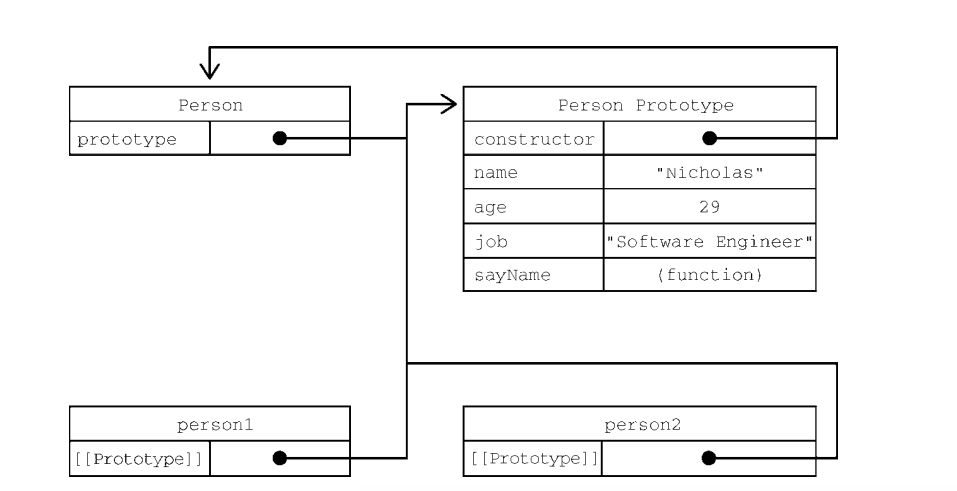 Person
prototype
Person Prototype
constructor
name "Nicholas"
age 29
job "Software Engineer"
sayName (function)
person1
[[Prototype]]
person2
[[Prototype]]